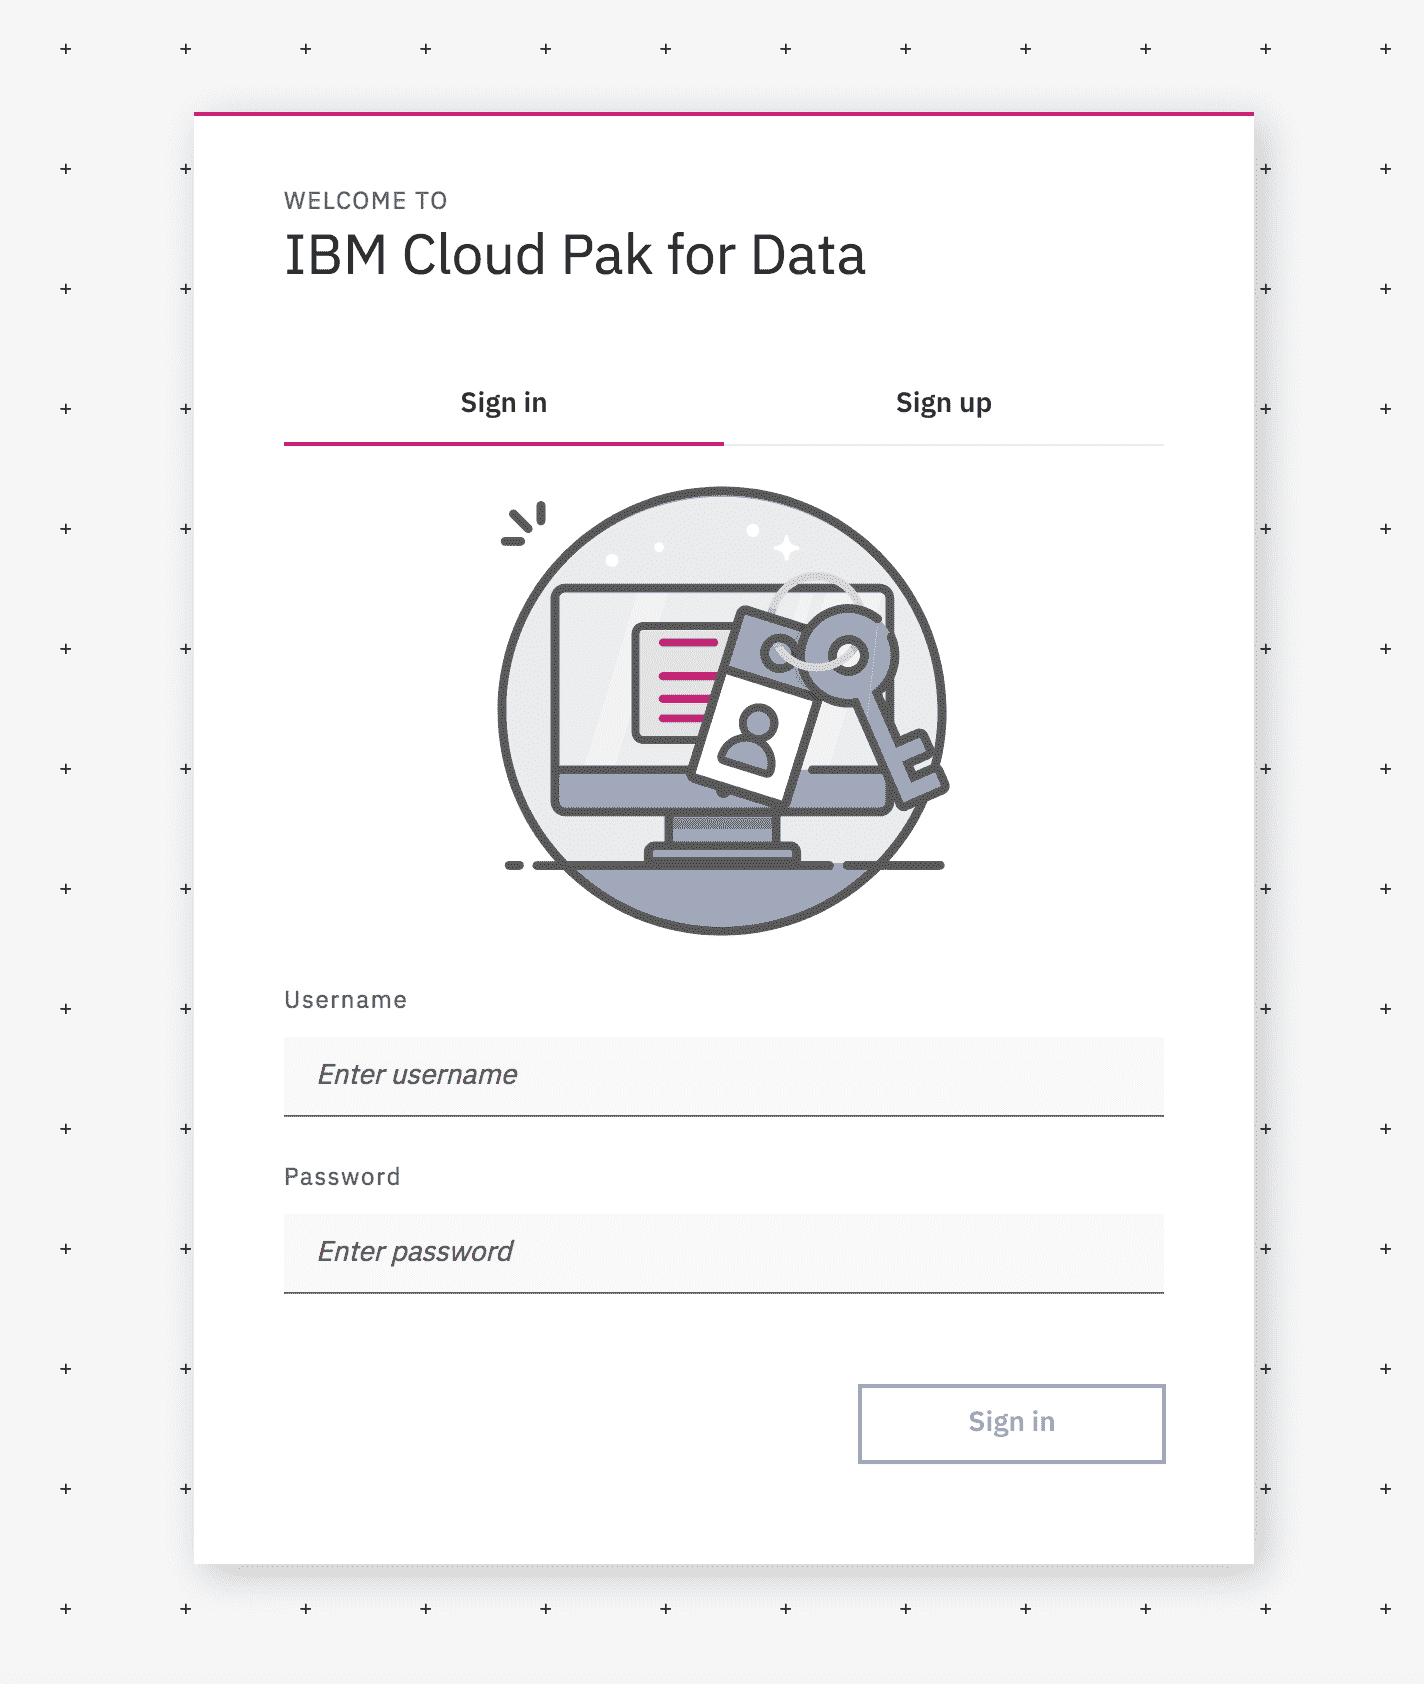 WELCOME TO
IBM Cloud Pak for Data
Sign in
Sign up
Username
Enter username
Password
Enter password
Sign in